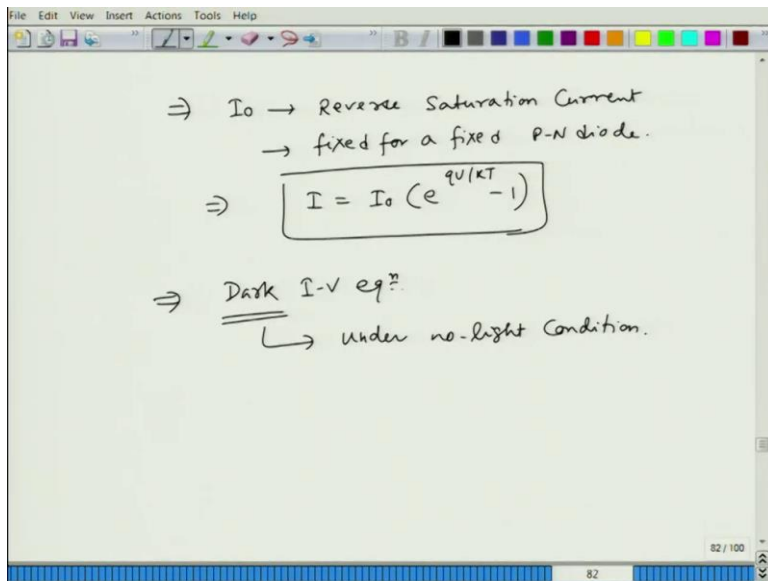 File Edit View Insert Actions Tools Help
⇒ Io → Reverse Saturation Current
→ fixed for a fixed P-N diode.
⇒ I = Io (e^qV/KT - 1)
⇒ Dark I-V eqn.
↳ under no-light Condition.
82 / 100
82